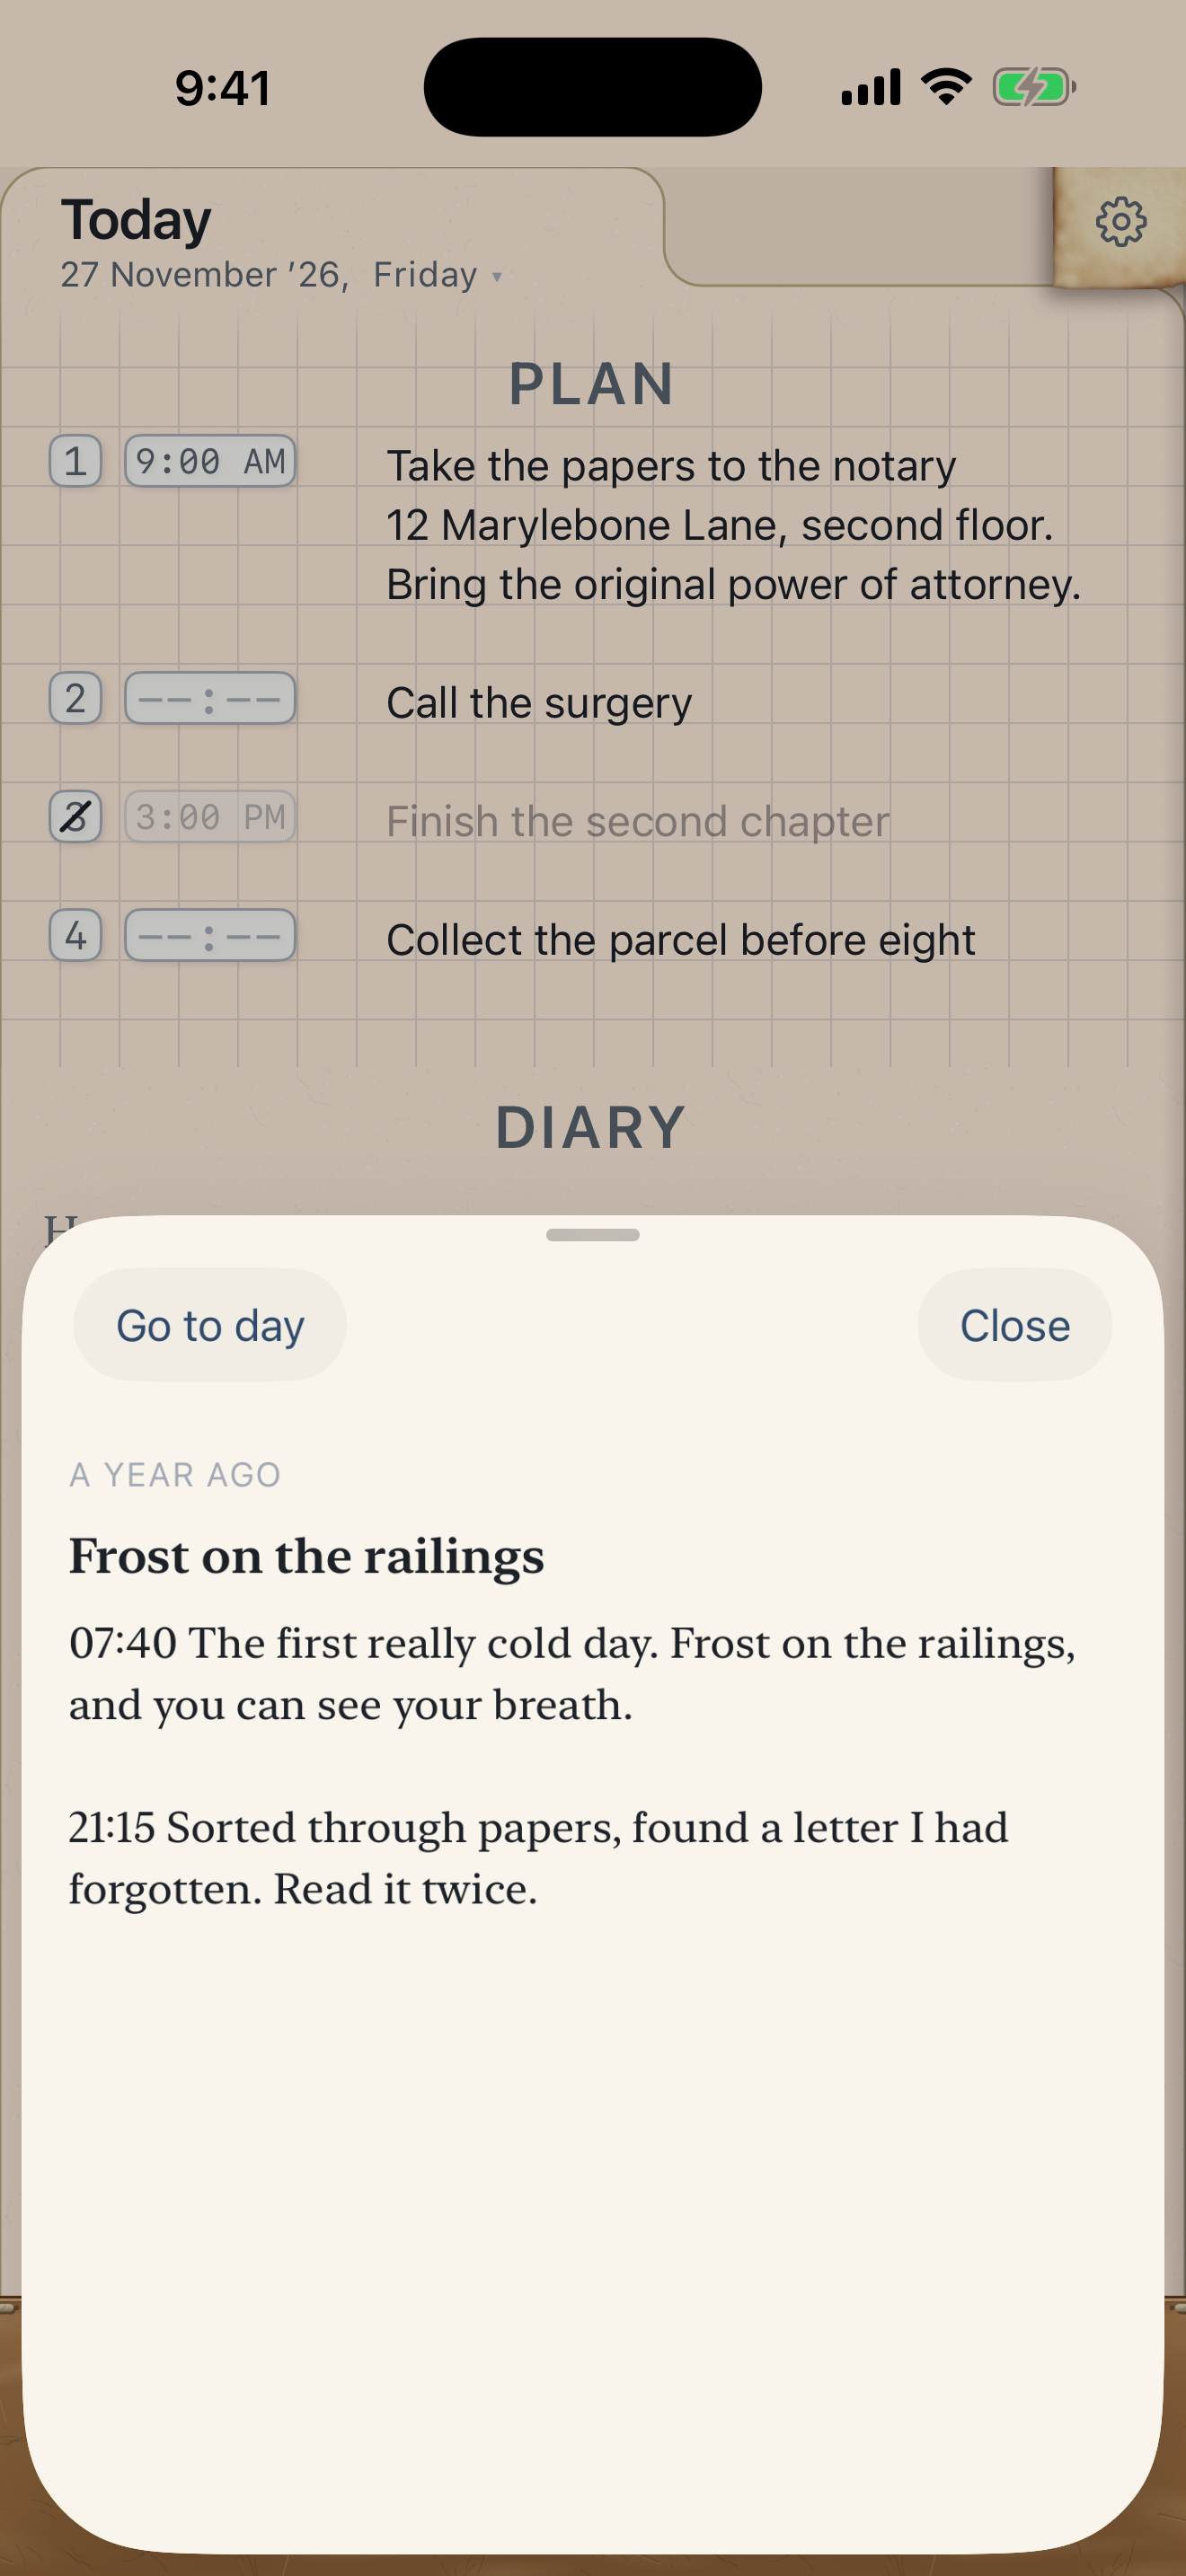 9:41
Today
27 November ’26, Friday ▾
PLAN
1 9:00 AM Take the papers to the notary
12 Marylebone Lane, second floor.
Bring the original power of attorney.
2 --:-- Call the surgery
3 3:00 PM Finish the second chapter
4 --:-- Collect the parcel before eight
DIARY
Go to day Close
A YEAR AGO
Frost on the railings
07:40 The first really cold day. Frost on the railings,
and you can see your breath.
21:15 Sorted through papers, found a letter I had
forgotten. Read it twice.